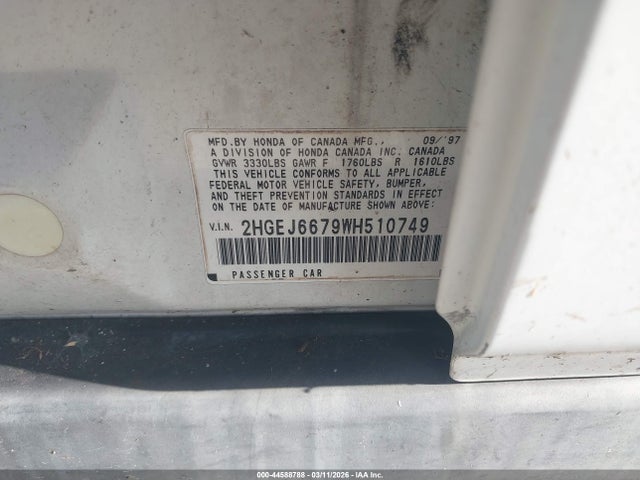 MFD.BY HONDA OF CANADA MFG., 09/'97
A DIVISION OF HONDA CANADA INC. CANADA
GVWR 3330LBS GAWR F 1760LBS R 1610LBS
THIS VEHICLE CONFORMS TO ALL APPLICABLE
FEDERAL MOTOR VEHICLE SAFETY, BUMPER,
AND THEFT PREVENTION STANDARDS IN EFFECT
ON THE DATE OF MANUFACTURE SHOWN ABOVE.
V.I.N. 2HGEJ6679WH510749
PASSENGER CAR
000-44588788 03/11/2026 IAAI.COM